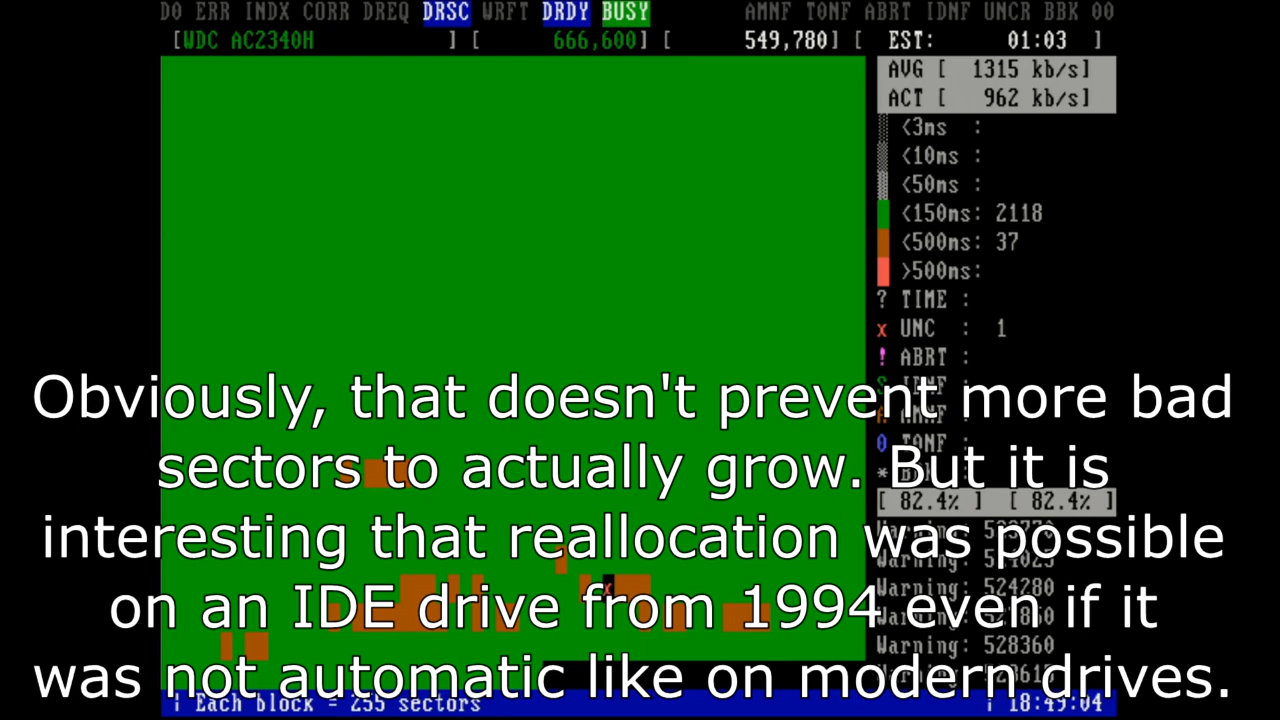 DO ERR INDX CORR DREQ DRSC WRFT DRDY BUSY AMNF TONF ABRT IDNF UNCR BBK 00
[WDC AC2340H ] [ 666,600] [ 549,780] [ EST: 01:03 ]
AVG [ 1315 kb/s]
ACT [ 962 kb/s]
<3ms :
<10ms :
<50ms :
<150ms: 2118
<500ms: 37
>500ms:
? TIME :
x UNC : 1
! ABRT :
Obviously, that doesn't prevent more bad
sectors to actually grow. But it is
interesting that reallocation was possible
on an IDE drive from 1994 even if it
was not automatic like on modern drives.
[ 82.4% ] [ 82.4% ]
Warning:
Warning:
Warning: 524280
Warning:
Warning: 528360
¦ Each block = 255 sectors ¦ 18:49:04